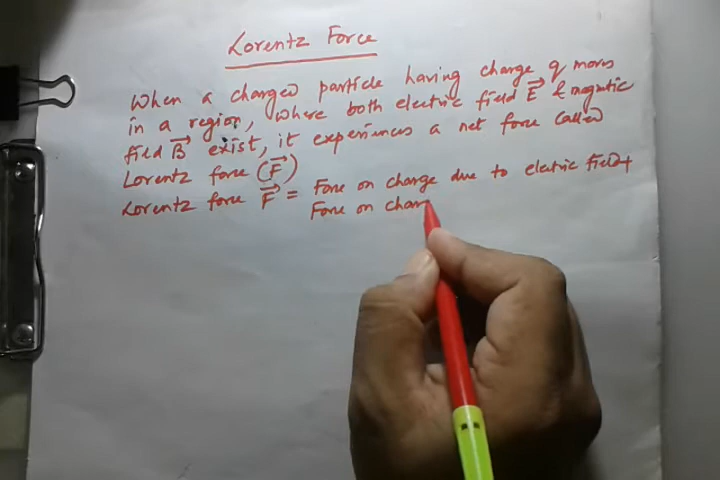 Lorentz Force
When a charged particle having charge q moves
in a region, where both electric field E⃗ & magnetic
field B⃗ exist, it experiences a net force called
Lorentz force (F⃗)
Lorentz force F⃗ = Force on charge due to electric field +
Force on charg